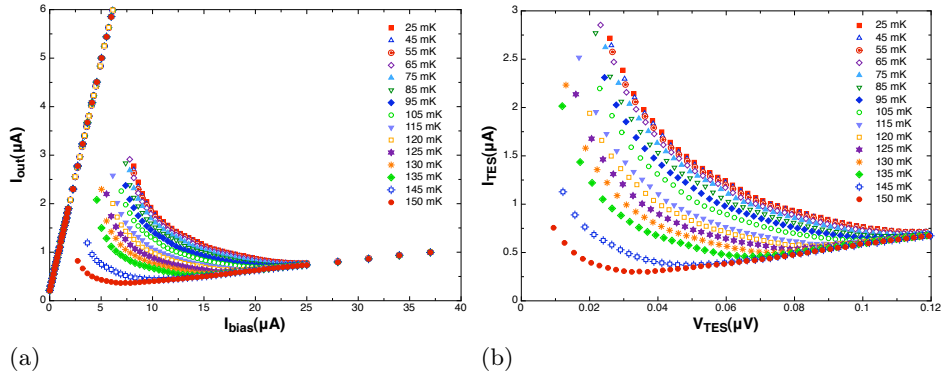 6
5
4
3
2
1
0
0 5 10 15 20 25 30 35 40
I_out(µA)
I_bias(µA)
25 mK
45 mK
55 mK
65 mK
75 mK
85 mK
95 mK
105 mK
115 mK
120 mK
125 mK
130 mK
135 mK
145 mK
150 mK
(a)
3
2.5
2
1.5
1
0.5
0
0 0.02 0.04 0.06 0.08 0.1 0.12
I_TES(µA)
V_TES(µV)
25 mK
45 mK
55 mK
65 mK
75 mK
85 mK
95 mK
105 mK
115 mK
120 mK
125 mK
130 mK
135 mK
145 mK
150 mK
(b)